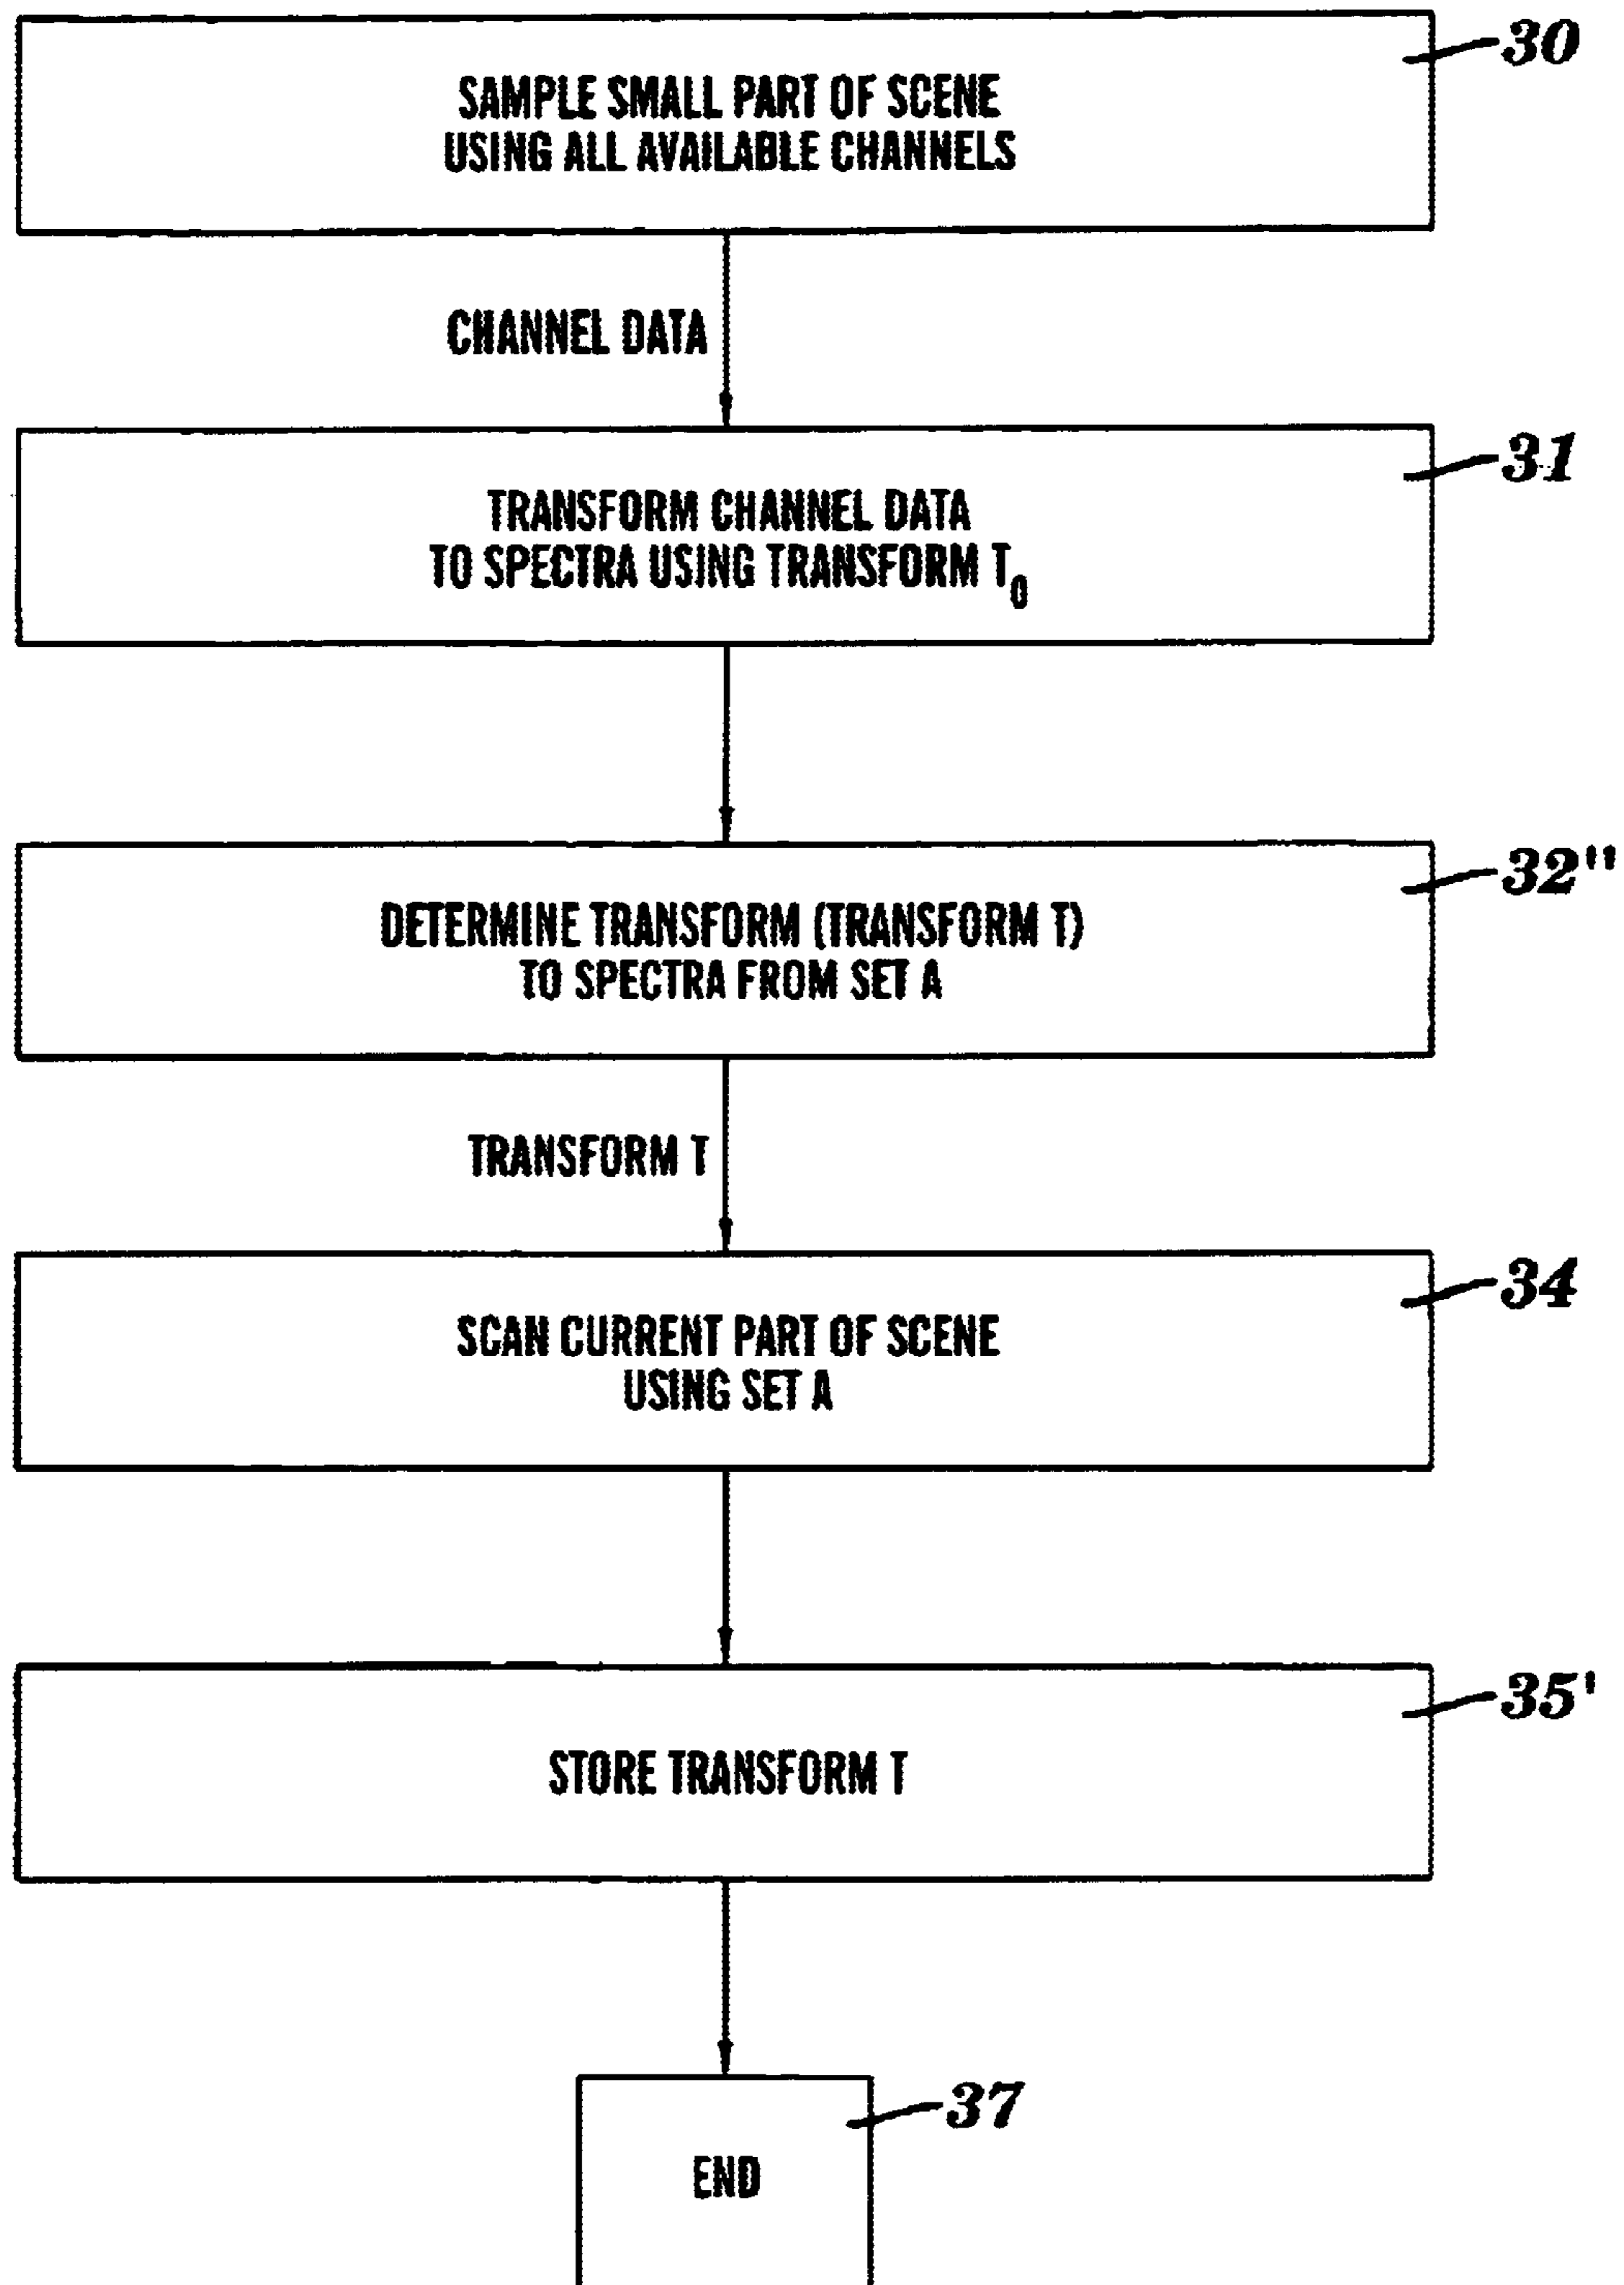 30
SAMPLE SMALL PART OF SCENE
USING ALL AVAILABLE CHANNELS
CHANNEL DATA
31
TRANSFORM CHANNEL DATA
TO SPECTRA USING TRANSFORM T₀
32"
DETERMINE TRANSFORM (TRANSFORM T)
TO SPECTRA FROM SET A
TRANSFORM T
34
SCAN CURRENT PART OF SCENE
USING SET A
35'
STORE TRANSFORM T
37
END